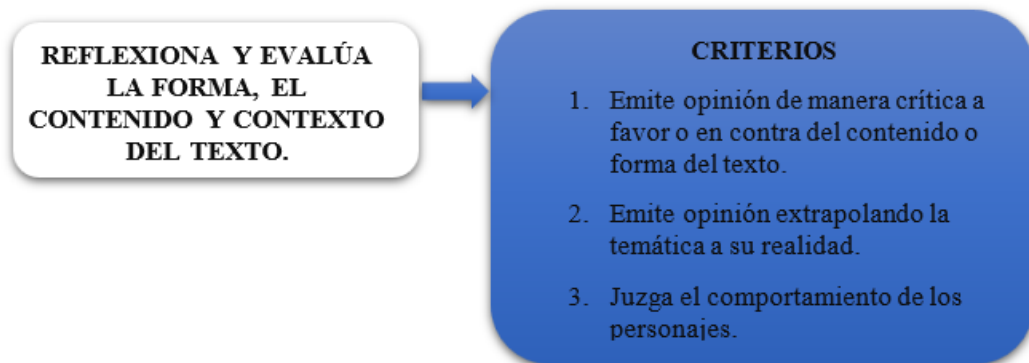 REFLEXIONA Y EVALÚA
LA FORMA, EL
CONTENIDO Y CONTEXTO
DEL TEXTO.
CRITERIOS
1. Emite opinión de manera crítica a
favor o en contra del contenido o
forma del texto.
2. Emite opinión extrapolando la
temática a su realidad.
3. Juzga el comportamiento de los
personajes.